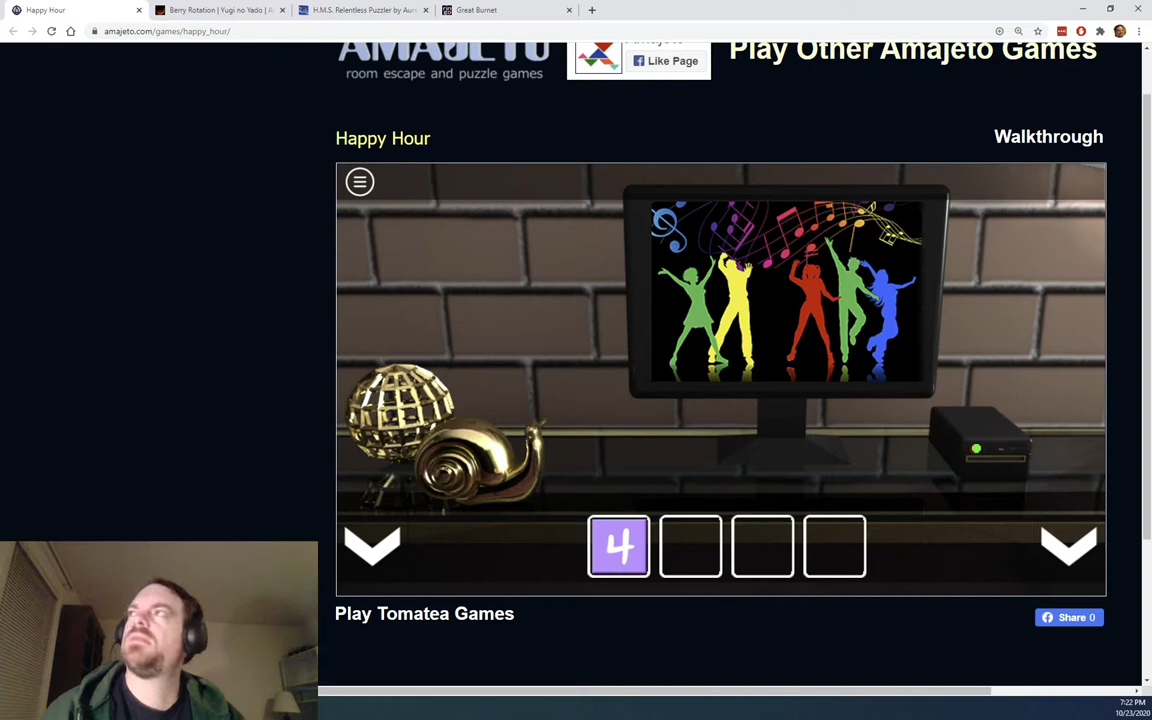 Happy Hour
Berry Rotation | Yugi no Yado | A
H.M.S. Relentless Puzzler by Aure
Great Burnet
amajeto.com/games/happy_hour/
AMAJETO
room escape and puzzle games
Like Page
Play Other Amajeto Games
Happy Hour
Walkthrough
4
Play Tomatea Games
Share 0
7:22 PM
10/23/2020